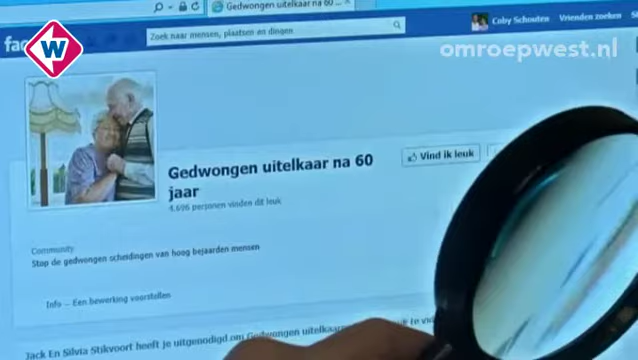 Gedwongen uitelkaar na 60 ...
fac
W
omroepwest.nl
Zoek naar mensen, plaatsen en dingen
Coby Schouten
Vrienden zoeken
Gedwongen uitelkaar na 60
jaar
4.696 personen vinden dit leuk
Vind ik leuk
Community
Stop de gedwongen scheidingen van hoog bejaarden mensen
Info - Een bewerking voorstellen
Jack En Silvia Stikvoort heeft je uitgenodigd om Gedwongen uitelkaar